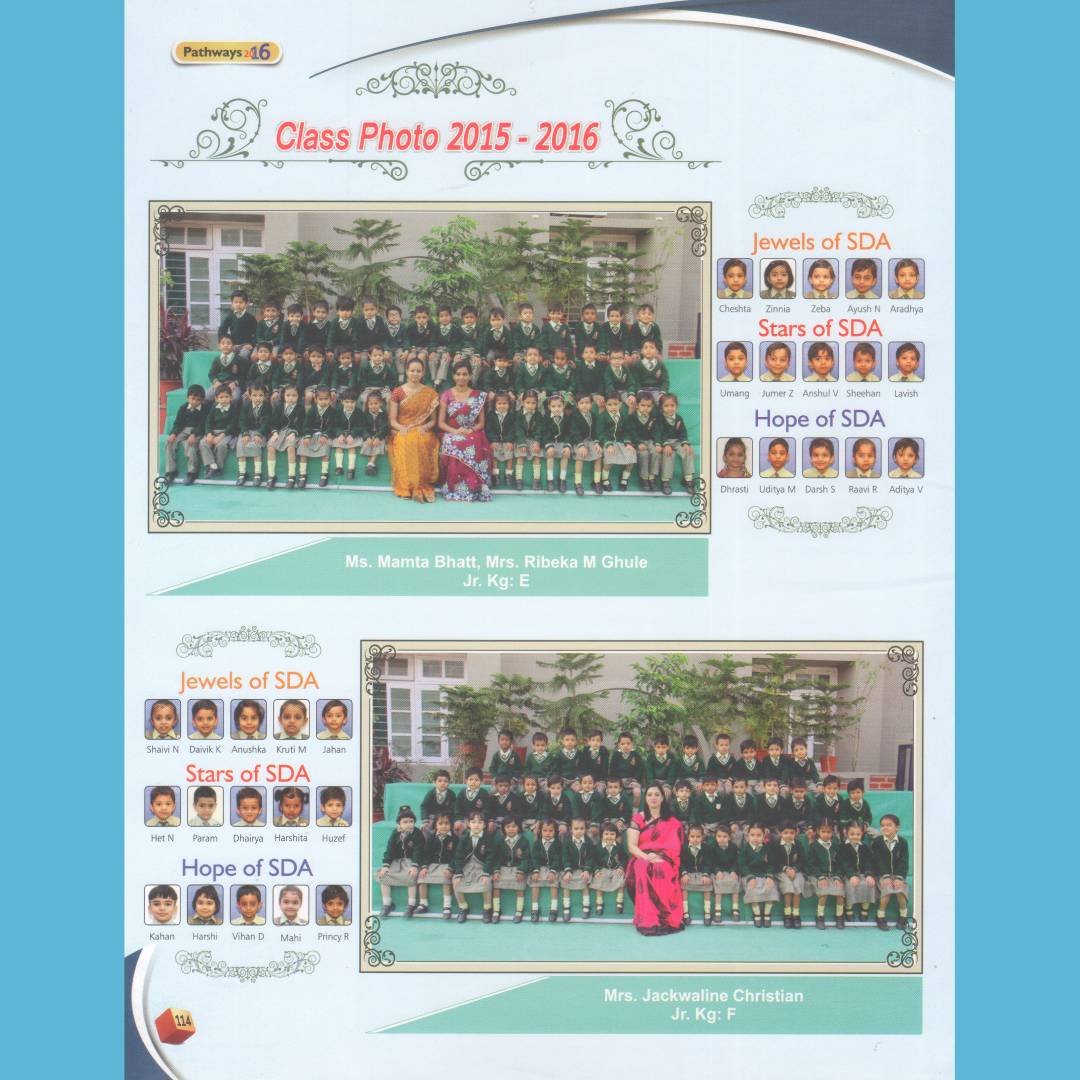 Pathways 2016
Class Photo 2015 - 2016
Jewels of SDA
Cheshta Zinnia Zeba Ayush N Aradhya
Stars of SDA
Umang Jumer Z Anshul V Sheehan Lavish
Hope of SDA
Dhrasti Uditya M Darsh S Raavi R Aditya V
Ms. Mamta Bhatt, Mrs. Ribeka M Ghule
Jr. Kg: E
Jewels of SDA
Shaivi N Daivik K Anushka Kruti M Jahan
Stars of SDA
Het N Param Dhairya Harshita Huzef
Hope of SDA
Kahan Harshi Vihan D Mahi Princy R
Mrs. Jackwaline Christian
Jr. Kg: F
114